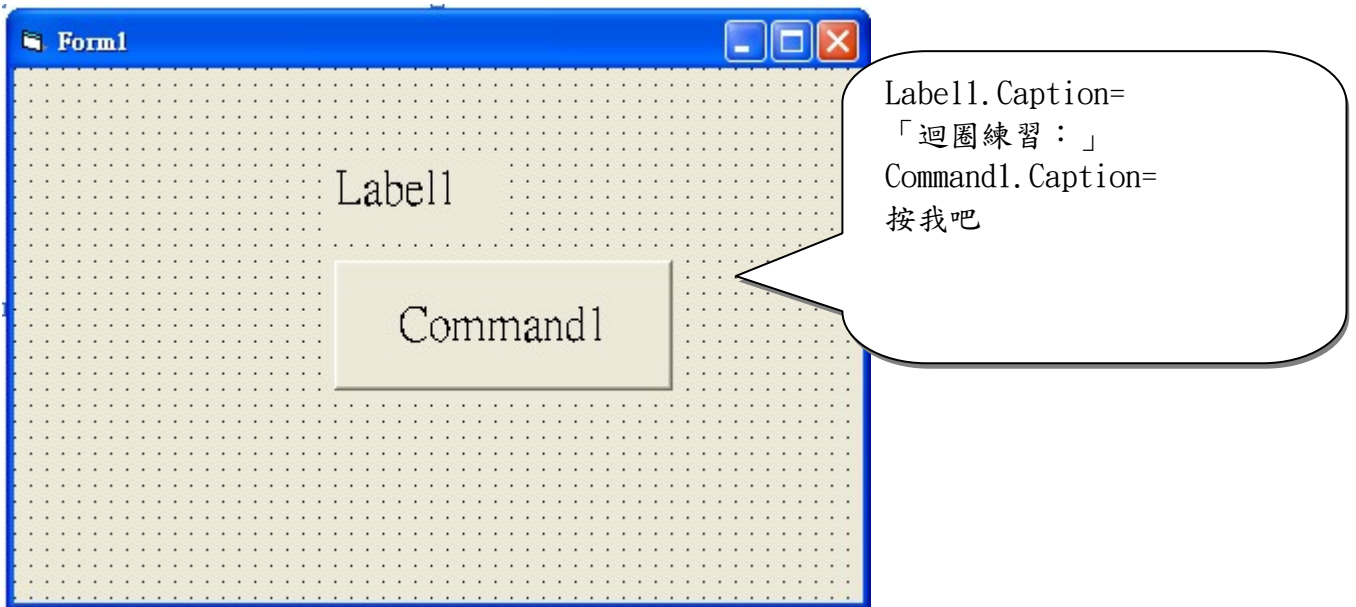 Form1
Label1
Command1
Label1.Caption=
「迴圈練習：」
Command1.Caption=
按我吧